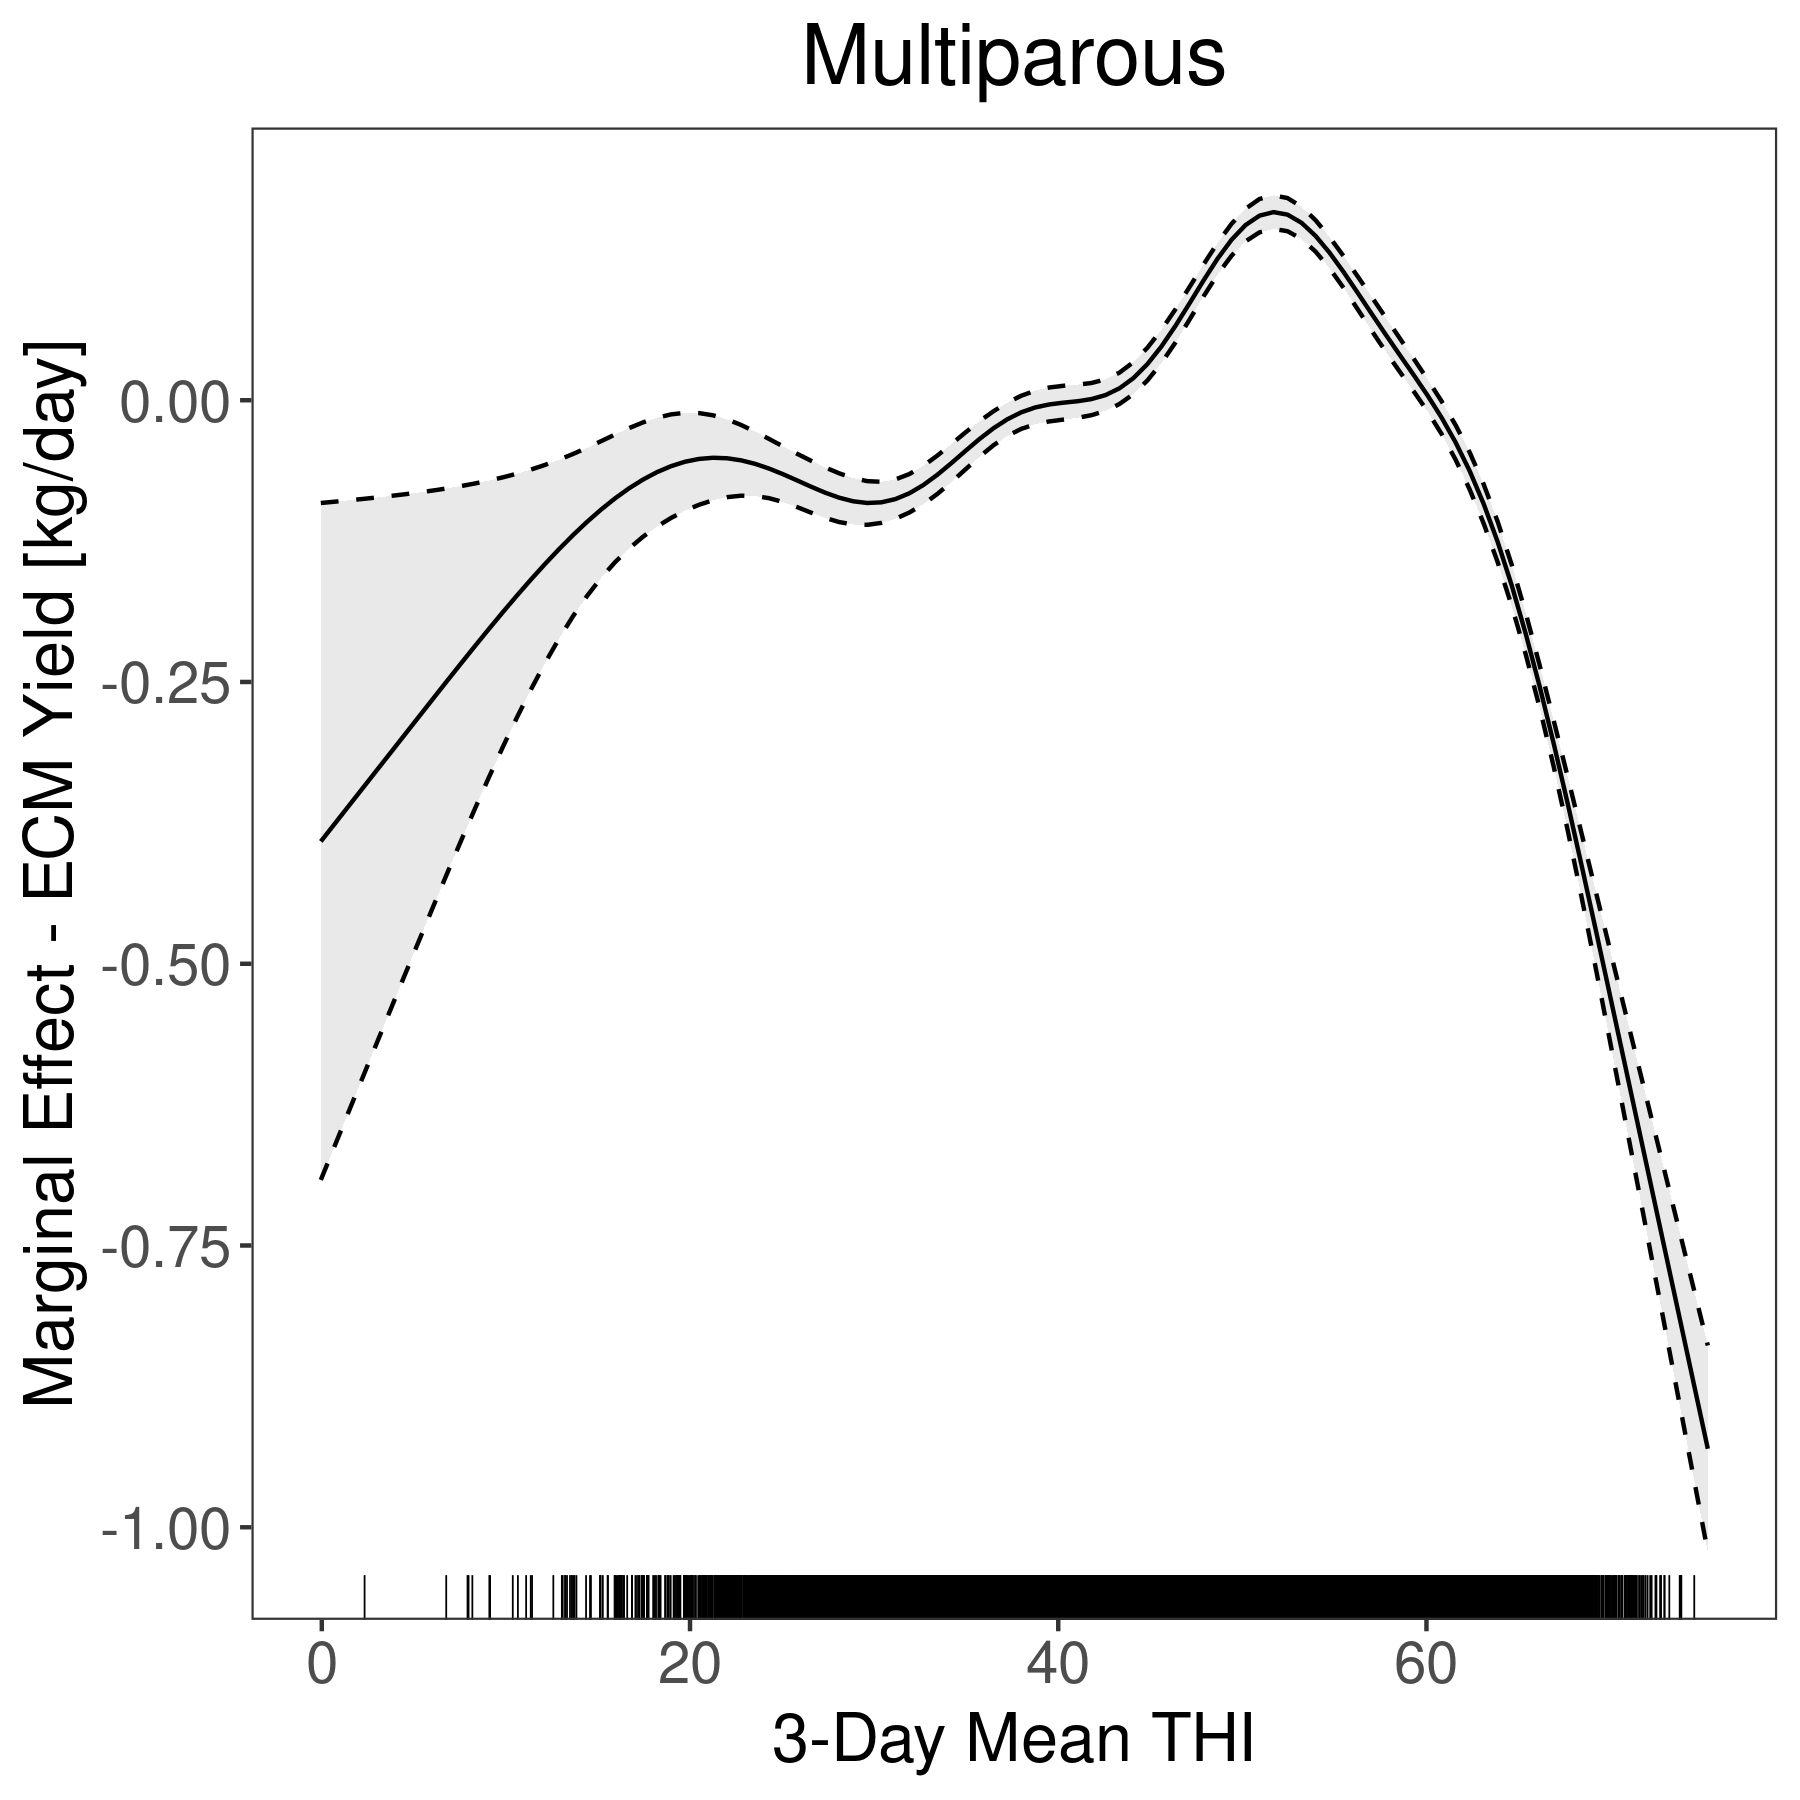 Multiparous
Marginal Effect - ECM Yield [kg/day]
0.00
-0.25
-0.50
-0.75
-1.00
0 20 40 60
3-Day Mean THI